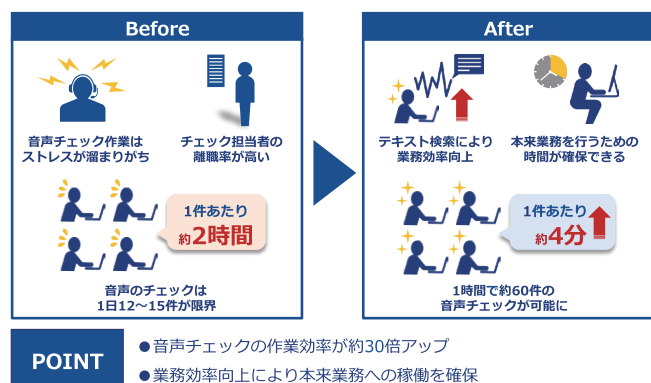 Before
音声チェック作業は
ストレスが溜まりがち
チェック担当者の
離職率が高い
1件あたり
約2時間
音声のチェックは
1日12～15件が限界
After
テキスト検索により
業務効率向上
本来業務を行うための
時間が確保できる
1件あたり
約4分
1時間で約60件の
音声チェックが可能に
POINT
●音声チェックの作業効率が約30倍アップ
●業務効率向上により本来業務への稼働を確保